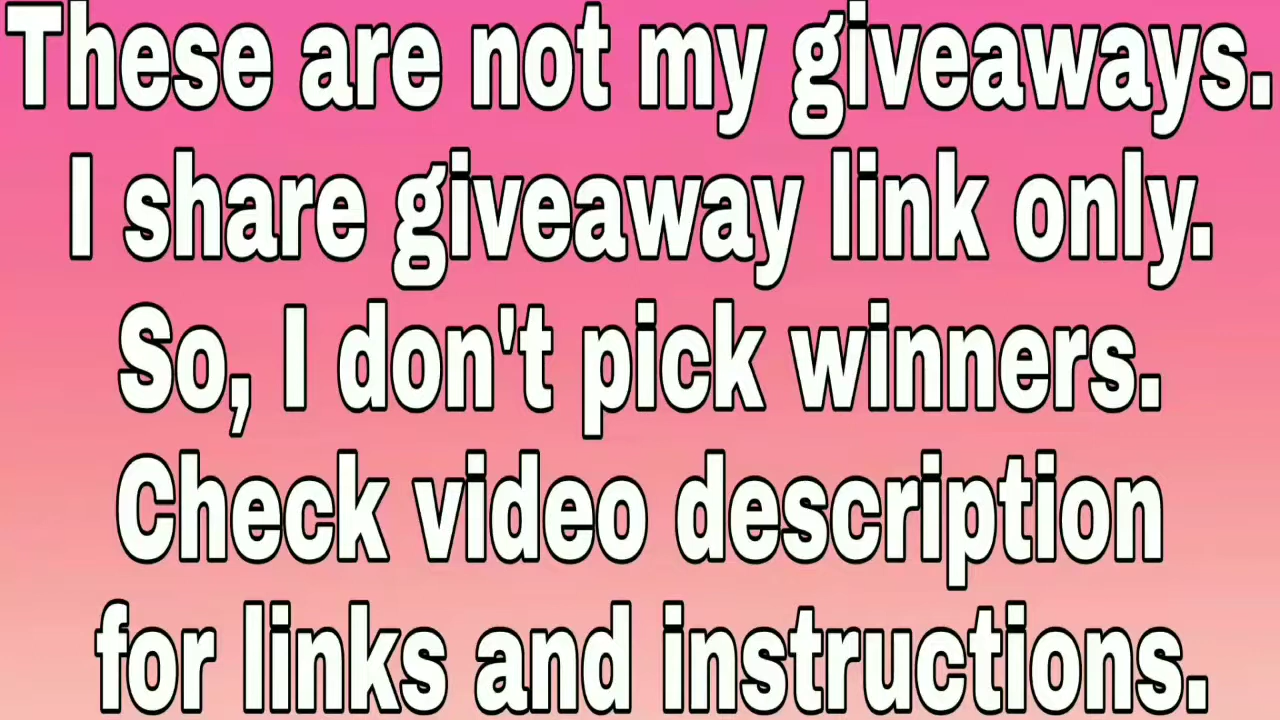 These are not my giveaways.
I share giveaway link only.
So, I don't pick winners.
Check video description
for links and instructions.